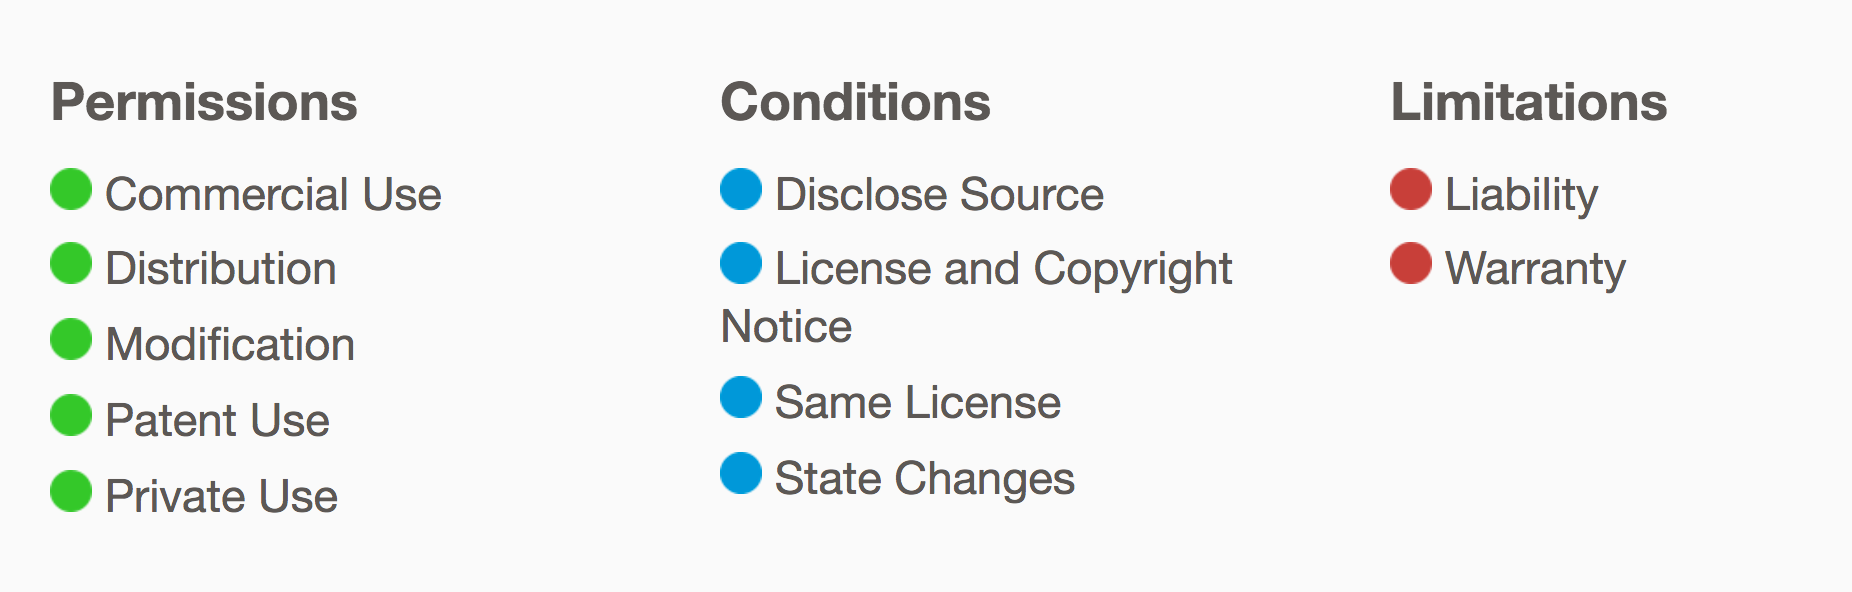 Permissions
Commercial Use
Distribution
Modification
Patent Use
Private Use
Conditions
Disclose Source
License and Copyright
Notice
Same License
State Changes
Limitations
Liability
Warranty